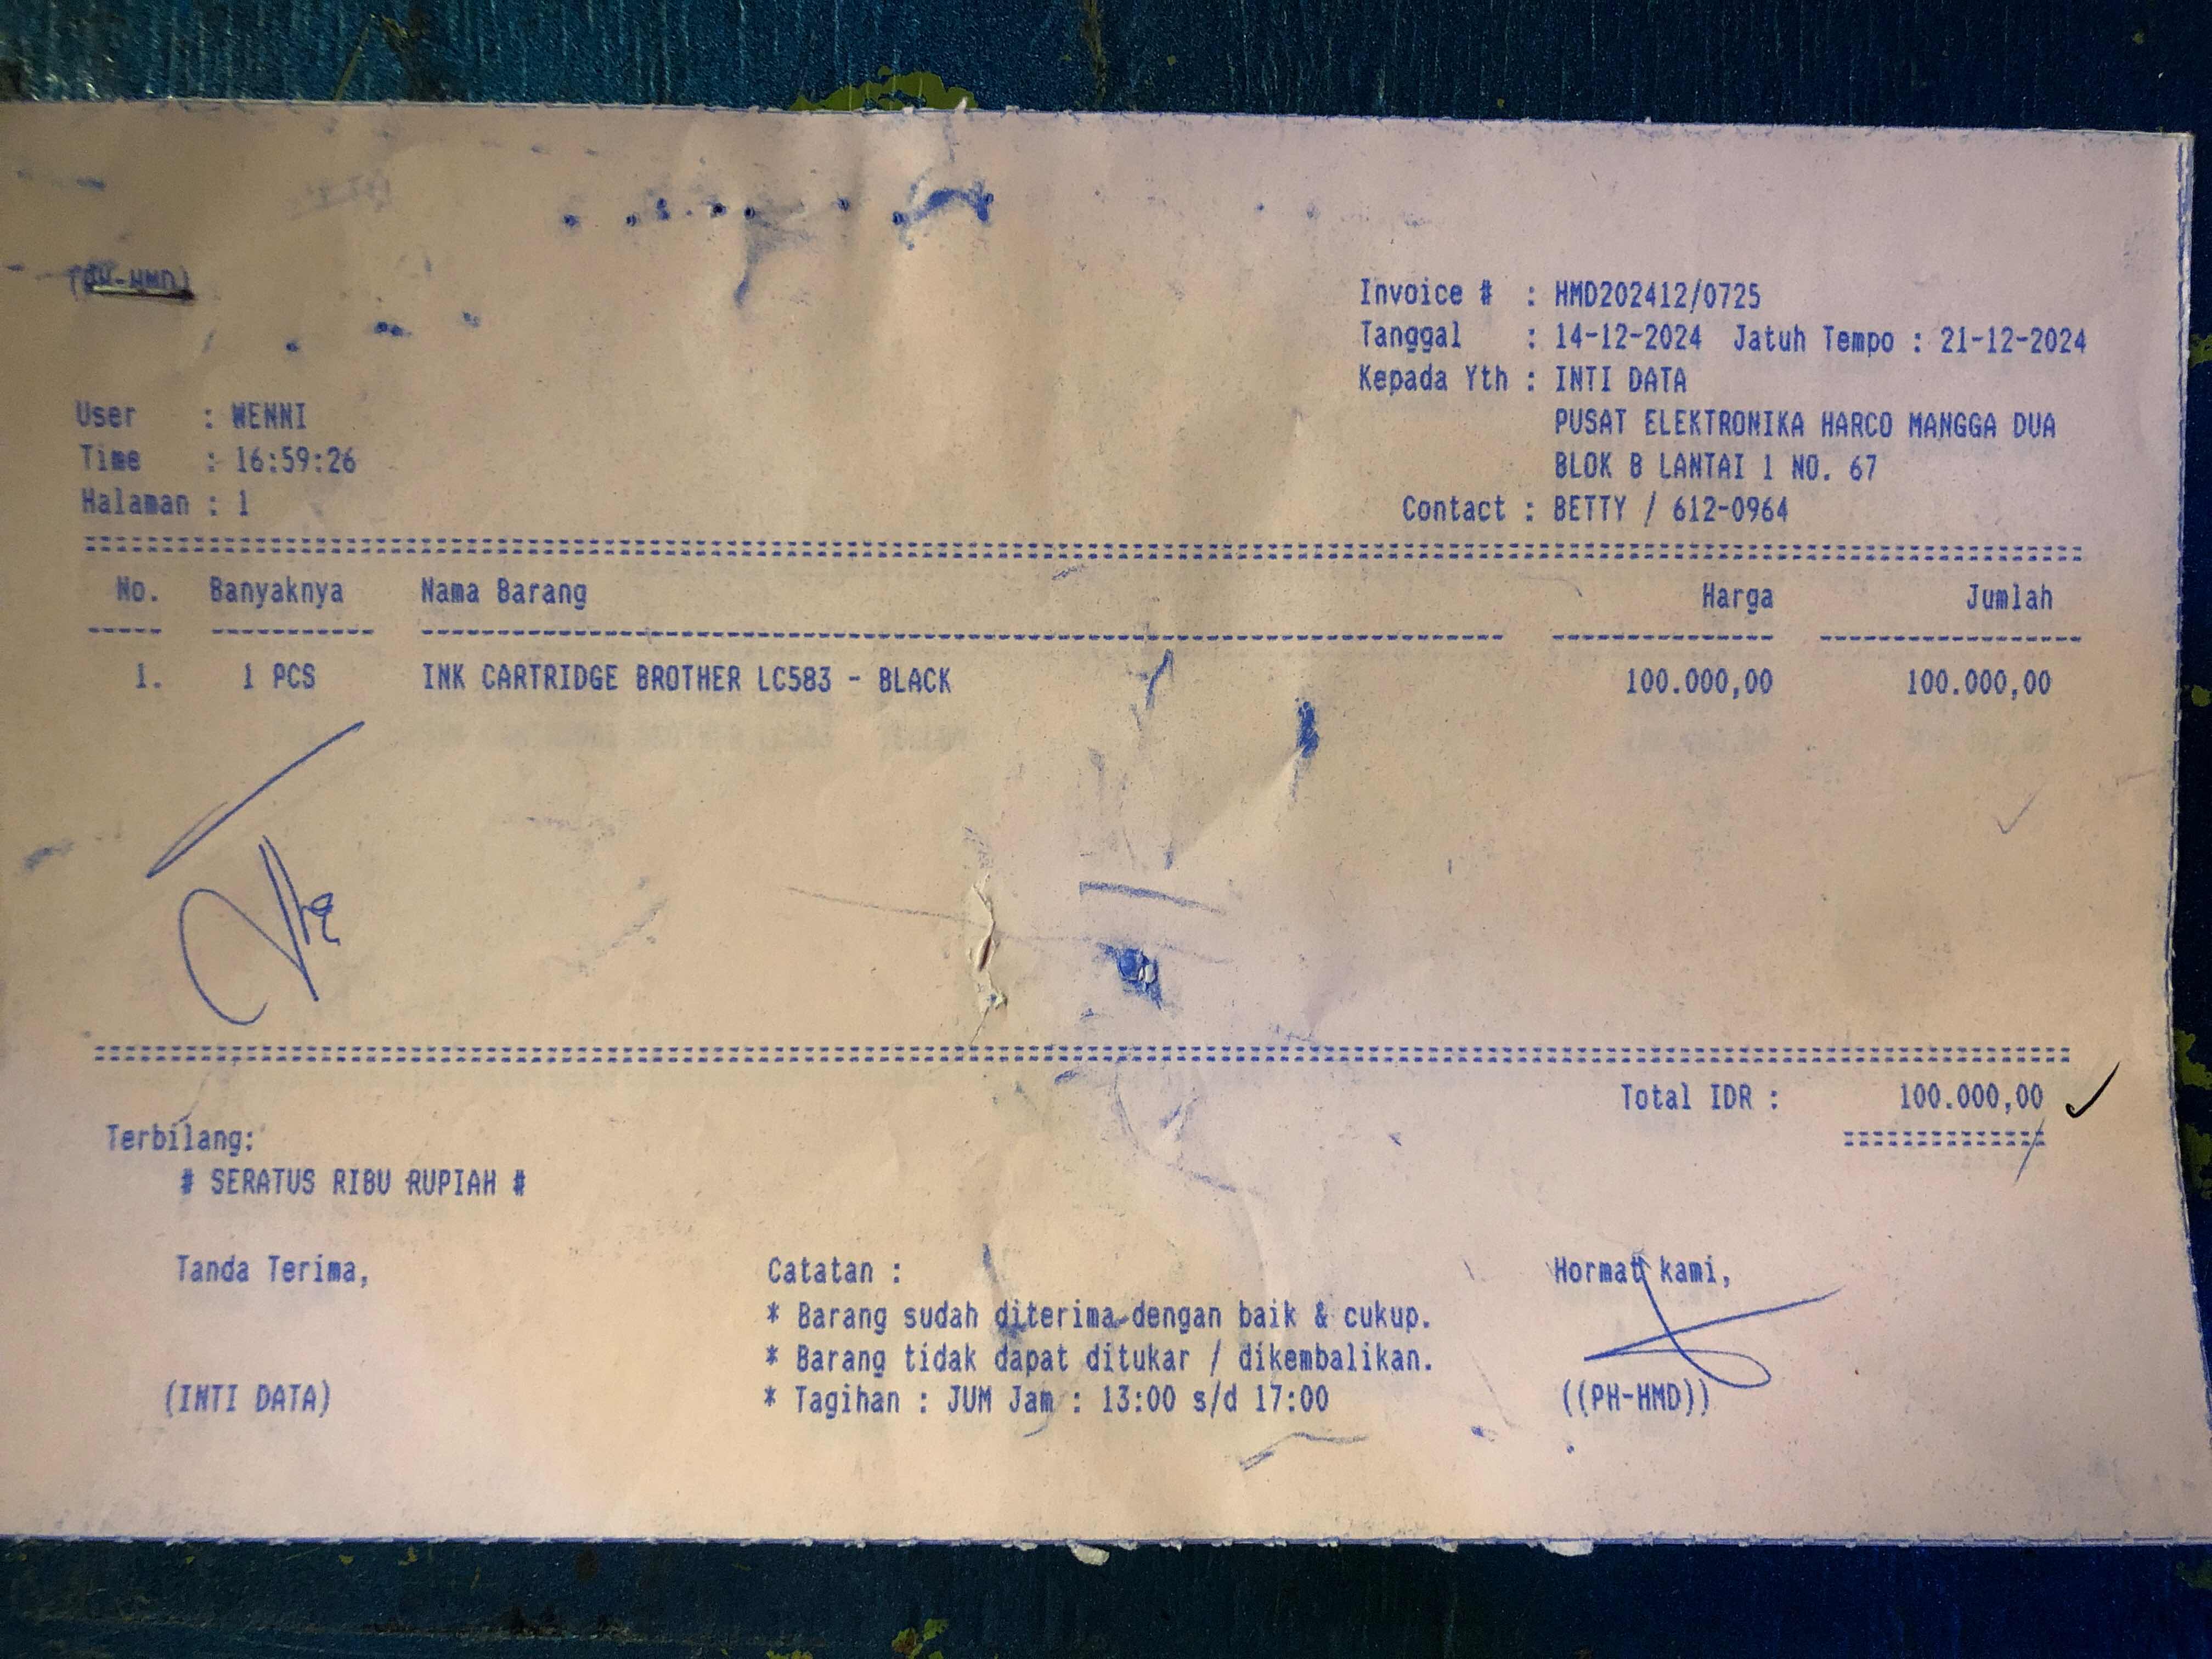 (PH-HMD)
Invoice # : HMD202412/0725
Tanggal : 14-12-2024 Jatuh Tempo : 21-12-2024
Kepada Yth : INTI DATA
PUSAT ELEKTRONIKA HARCO MANGGA DUA
BLOK B LANTAI 1 NO. 67
Contact : BETTY / 612-0964
User : WENNI
Time : 16:59:26
Halaman : 1
No. Banyaknya Nama Barang Harga Jumlah
1. 1 PCS INK CARTRIDGE BROTHER LC583 - BLACK 100.000,00 100.000,00
Total IDR : 100.000,00
Terbilang:
# SERATUS RIBU RUPIAH #
Tanda Terima,
(INTI DATA)
Catatan :
* Barang sudah diterima dengan baik & cukup.
* Barang tidak dapat ditukar / dikembalikan.
* Tagihan : JUM Jam : 13:00 s/d 17:00
Hormat kami,
((PH-HMD))